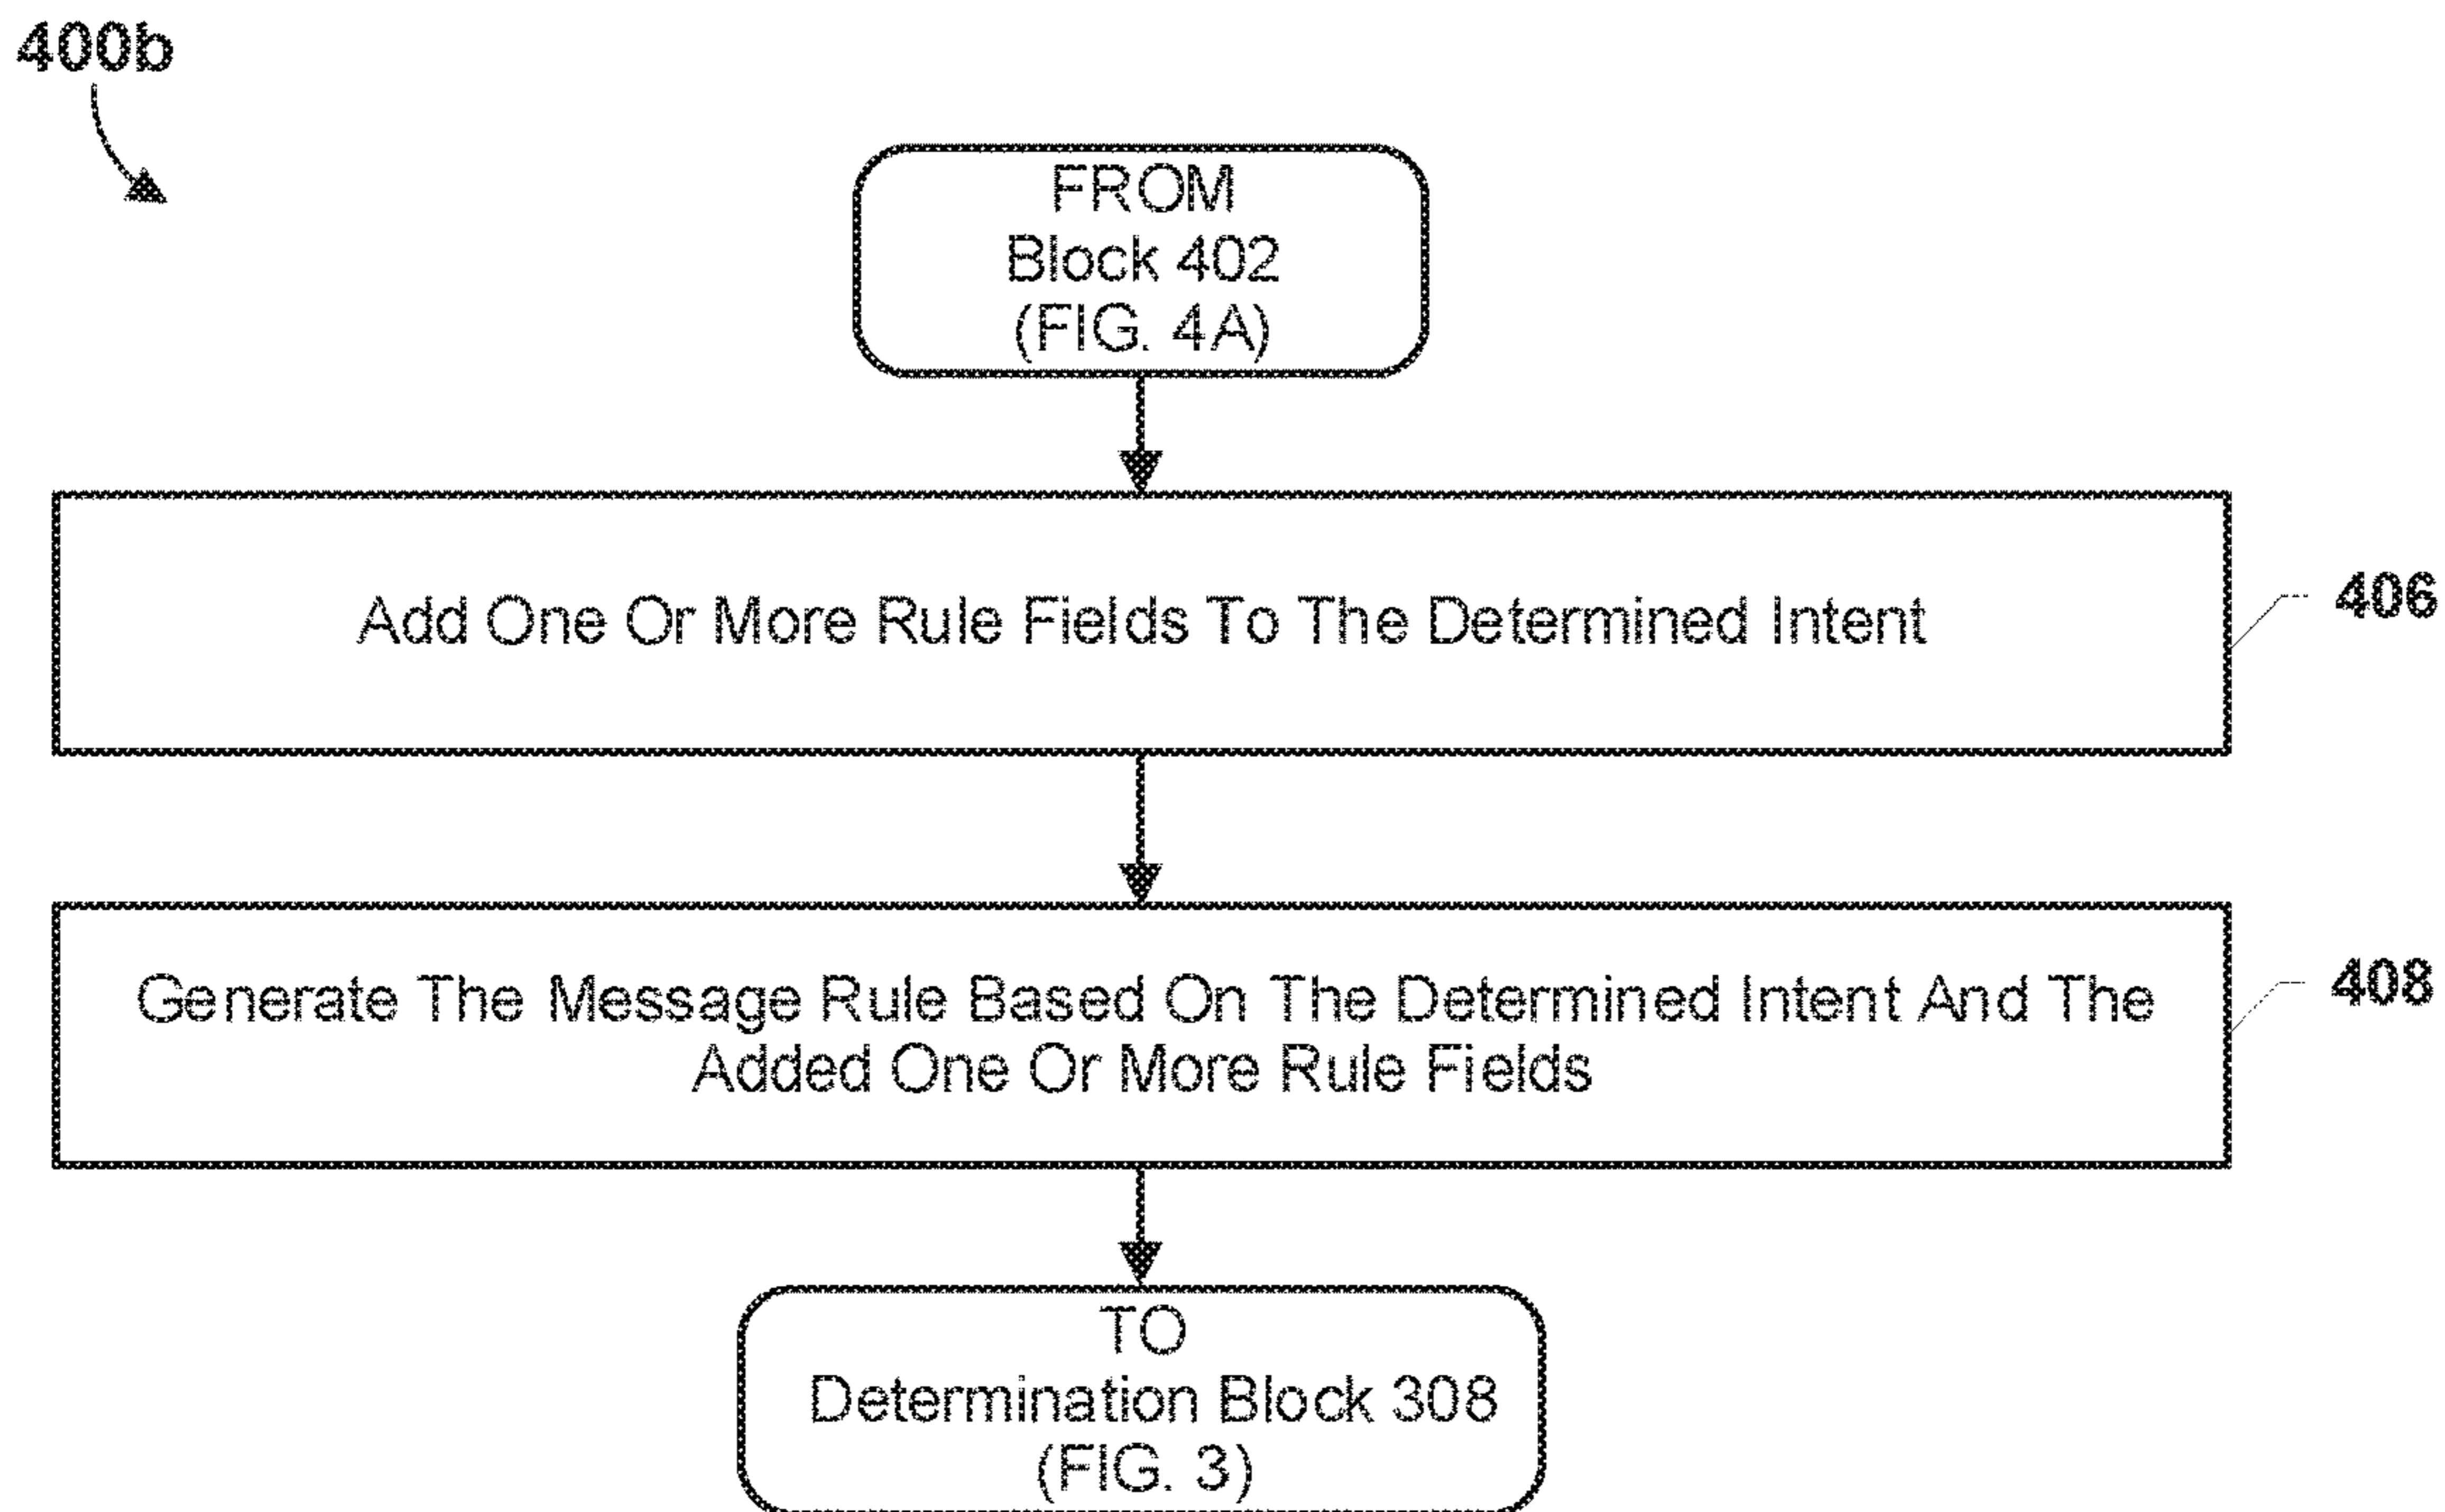 400b
FROM
Block 402
(FIG. 4A)
Add One Or More Rule Fields To The Determined Intent
406
Generate The Message Rule Based On The Determined Intent And The
Added One Or More Rule Fields
408
TO
Determination Block 308
(FIG. 3)